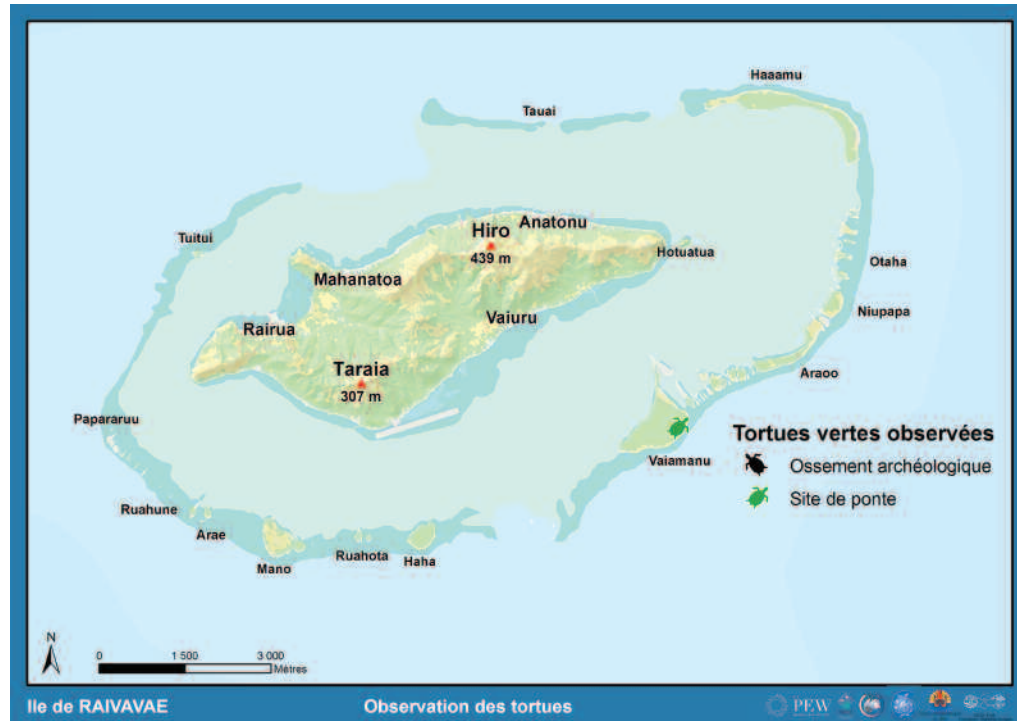 Haaamu
Tauai
Tuitui
Hiro
439 m
Anatonu
Hotuatua
Otaha
Mahanatoa
Niupapa
Rairua
Vaiuru
Taraia
307 m
Araoo
Papararuu
Tortues vertes observées
Vaiamanu
Ossement archéologique
Site de ponte
Ruahune
Arae
Mano
Ruahota
Haha
N
0 1 500 3 000
Mètres
Ile de RAIVAVAE Observation des tortues PEW